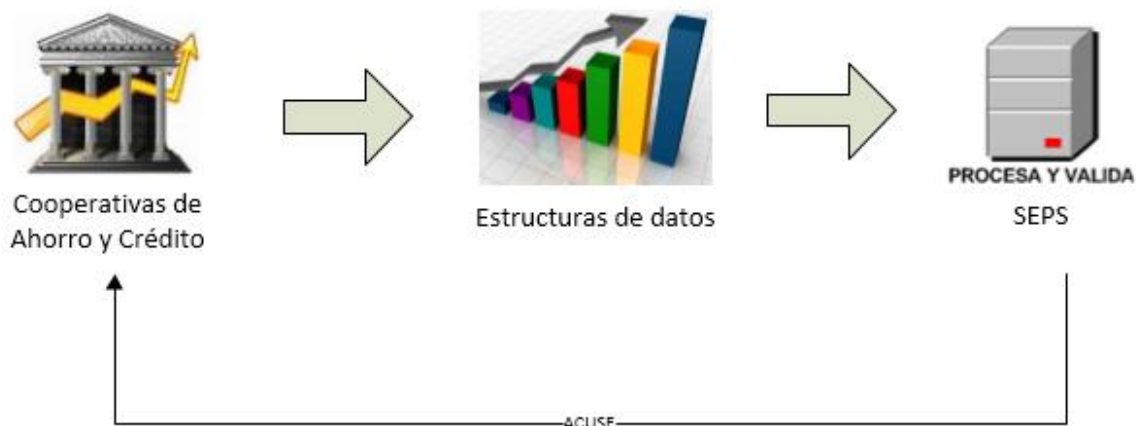 Cooperativas de
Ahorro y Crédito
Estructuras de datos
PROCESA Y VALIDA
SEPS
ACUSE